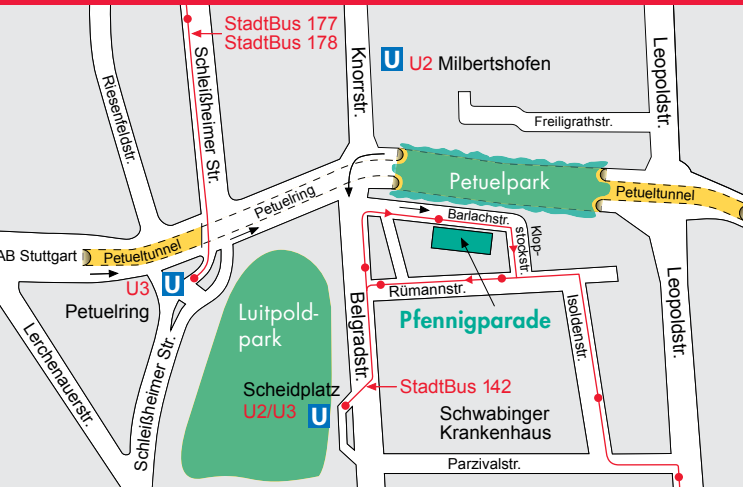 StadtBus 177
StadtBus 178
U
U2 Milbertshofen
Riesenfeldstr.
Schleißheimer Str.
Knorrstr.
Leopoldstr.
Freiligrathstr.
Petuelpark
Petueltunnel
Petuelring
Barlachstr.
Klop-
stockstr.
AB Stuttgart
Petueltunnel
U3
U
Petuelring
Rümannstr.
Luitpold-
park
Belgradstr.
Pfennigparade
Isoldenstr.
Leopoldstr.
Lerchenauerstr.
Schleißheimer Str.
Scheidplatz
U2/U3
U
StadtBus 142
Schwabinger
Krankenhaus
Parzivalstr.